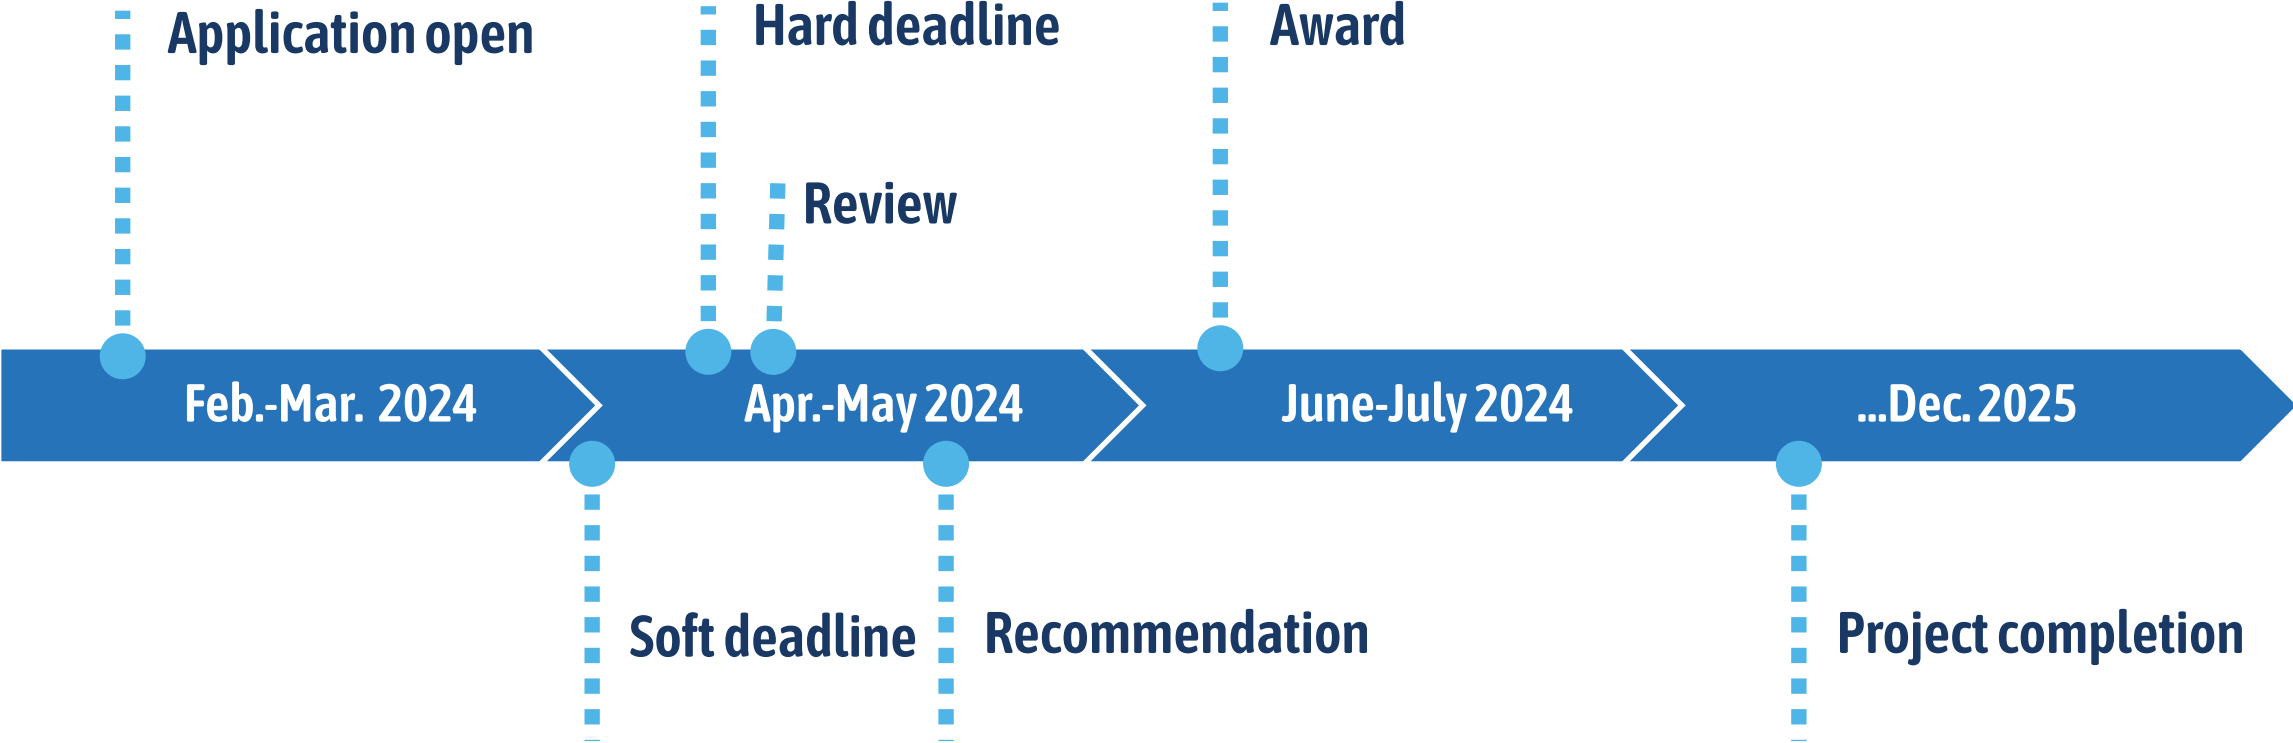 Application open
Hard deadline
Award
Review
Feb.-Mar. 2024
Apr.-May 2024
June-July 2024
...Dec. 2025
Soft deadline
Recommendation
Project completion